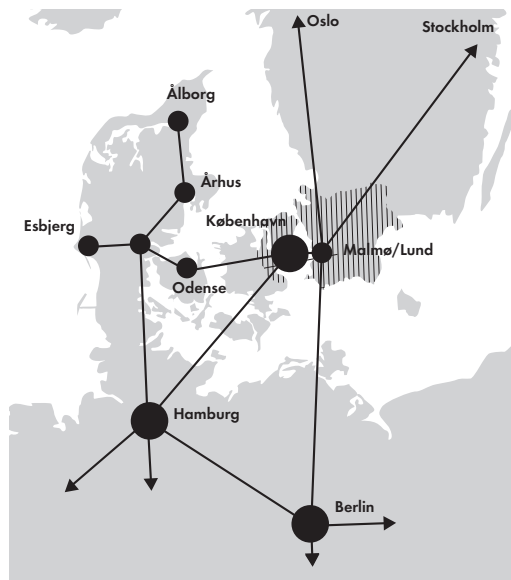 Oslo
Stockholm
Ålborg
Århus
København
Esbjerg
Malmø/Lund
Odense
Hamburg
Berlin